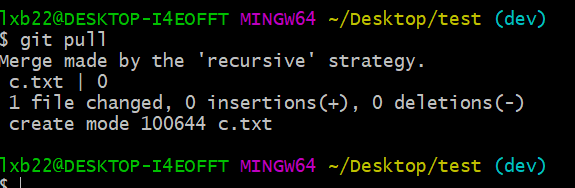 lxb22@DESKTOP-I4EOFFT MINGW64 ~/Desktop/test (dev)
$ git pull
Merge made by the 'recursive' strategy.
 c.txt | 0
 1 file changed, 0 insertions(+), 0 deletions(-)
 create mode 100644 c.txt

lxb22@DESKTOP-I4EOFFT MINGW64 ~/Desktop/test (dev)
$